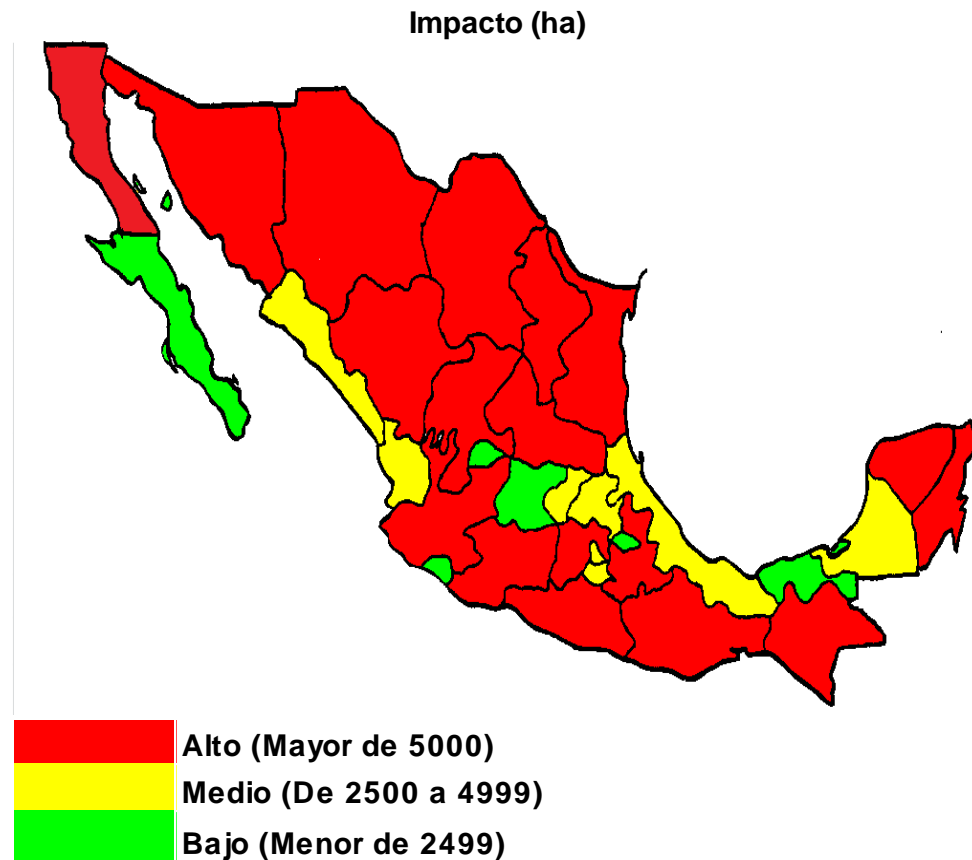 Impacto (ha)
Alto (Mayor de 5000)
Medio (De 2500 a 4999)
Bajo (Menor de 2499)